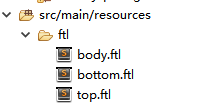 src/main/resources
ftl
body.ftl
bottom.ftl
top.ftl